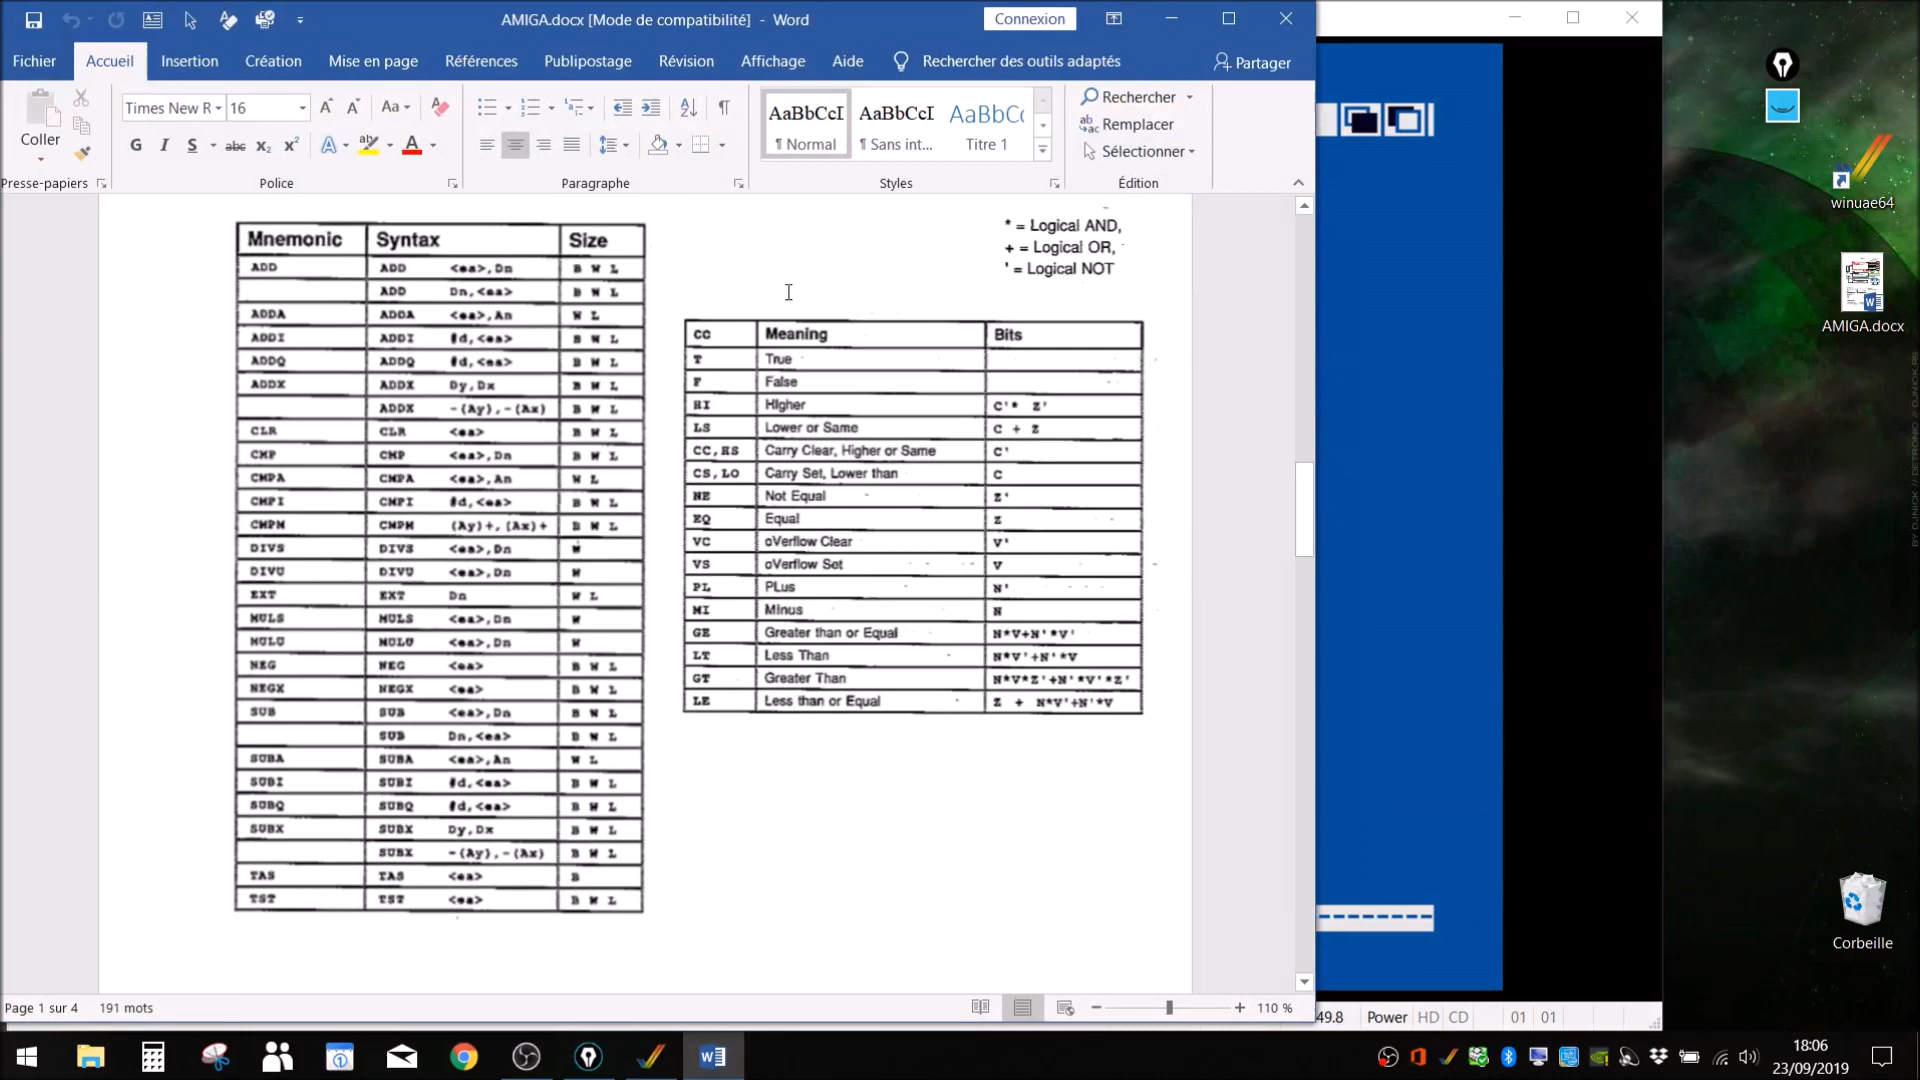 AMIGA.docx [Mode de compatibilité] - Word
Connexion
Fichier Accueil Insertion Création Mise en page Références Publipostage Révision Affichage Aide Rechercher des outils adaptés Partager
Coller
Times New R 16
Aa
G I S abc x₂ x²
A A
AaBbCcI AaBbCcI AaBbCc
¶ Normal ¶ Sans int... Titre 1
Rechercher
Remplacer
Sélectionner
Presse-papiers Police Paragraphe Styles Édition
Mnemonic Syntax Size
ADD ADD <ea>,Dn B W L
ADD Dn,<ea> B W L
ADDA ADDA <ea>,An W L
ADDI ADDI #d,<ea> B W L
ADDQ ADDQ #d,<ea> B W L
ADDX ADDX Dy,Dx B W L
ADDX -(Ay),-(Ax) B W L
CLR CLR <ea> B W L
CMP CMP <ea>,Dn B W L
CMPA CMPA <ea>,An W L
CMPI CMPI #d,<ea> B W L
CMPM CMPM (Ay)+,(Ax)+ B W L
DIVS DIVS <ea>,Dn W
DIVU DIVU <ea>,Dn W
EXT EXT Dn W L
MULS MULS <ea>,Dn W
MULU MULU <ea>,Dn W
NEG NEG <ea> B W L
NEGX NEGX <ea> B W L
SUB SUB <ea>,Dn B W L
SUB Dn,<ea> B W L
SUBA SUBA <ea>,An W L
SUBI SUBI #d,<ea> B W L
SUBQ SUBQ #d,<ea> B W L
SUBX SUBX Dy,Dx B W L
SUBX -(Ay),-(Ax) B W L
TAS TAS <ea> B
TST TST <ea> B W L
* = Logical AND,
+ = Logical OR,
' = Logical NOT
CC Meaning Bits
T True
F False
HI HIgher C'* Z'
LS Lower or Same C + Z
CC,HS Carry Clear, Higher or Same C'
CS,LO Carry Set, Lower than C
NE Not Equal Z'
EQ Equal Z
VC oVerflow Clear V'
VS oVerflow Set V
PL PLus N'
MI MInus N
GE Greater than or Equal N*V+N'*V'
LT Less Than N*V'+N'*V
GT Greater Than N*V*Z'+N'*V'*Z'
LE Less than or Equal Z + N*V'+N'*V
Page 1 sur 4 191 mots
110 %
49.8 Power HD CD 01 01
winuae64
AMIGA.docx
BY DJNICK // DETRONIC // DJNICK.RS
Corbeille
18:06
23/09/2019